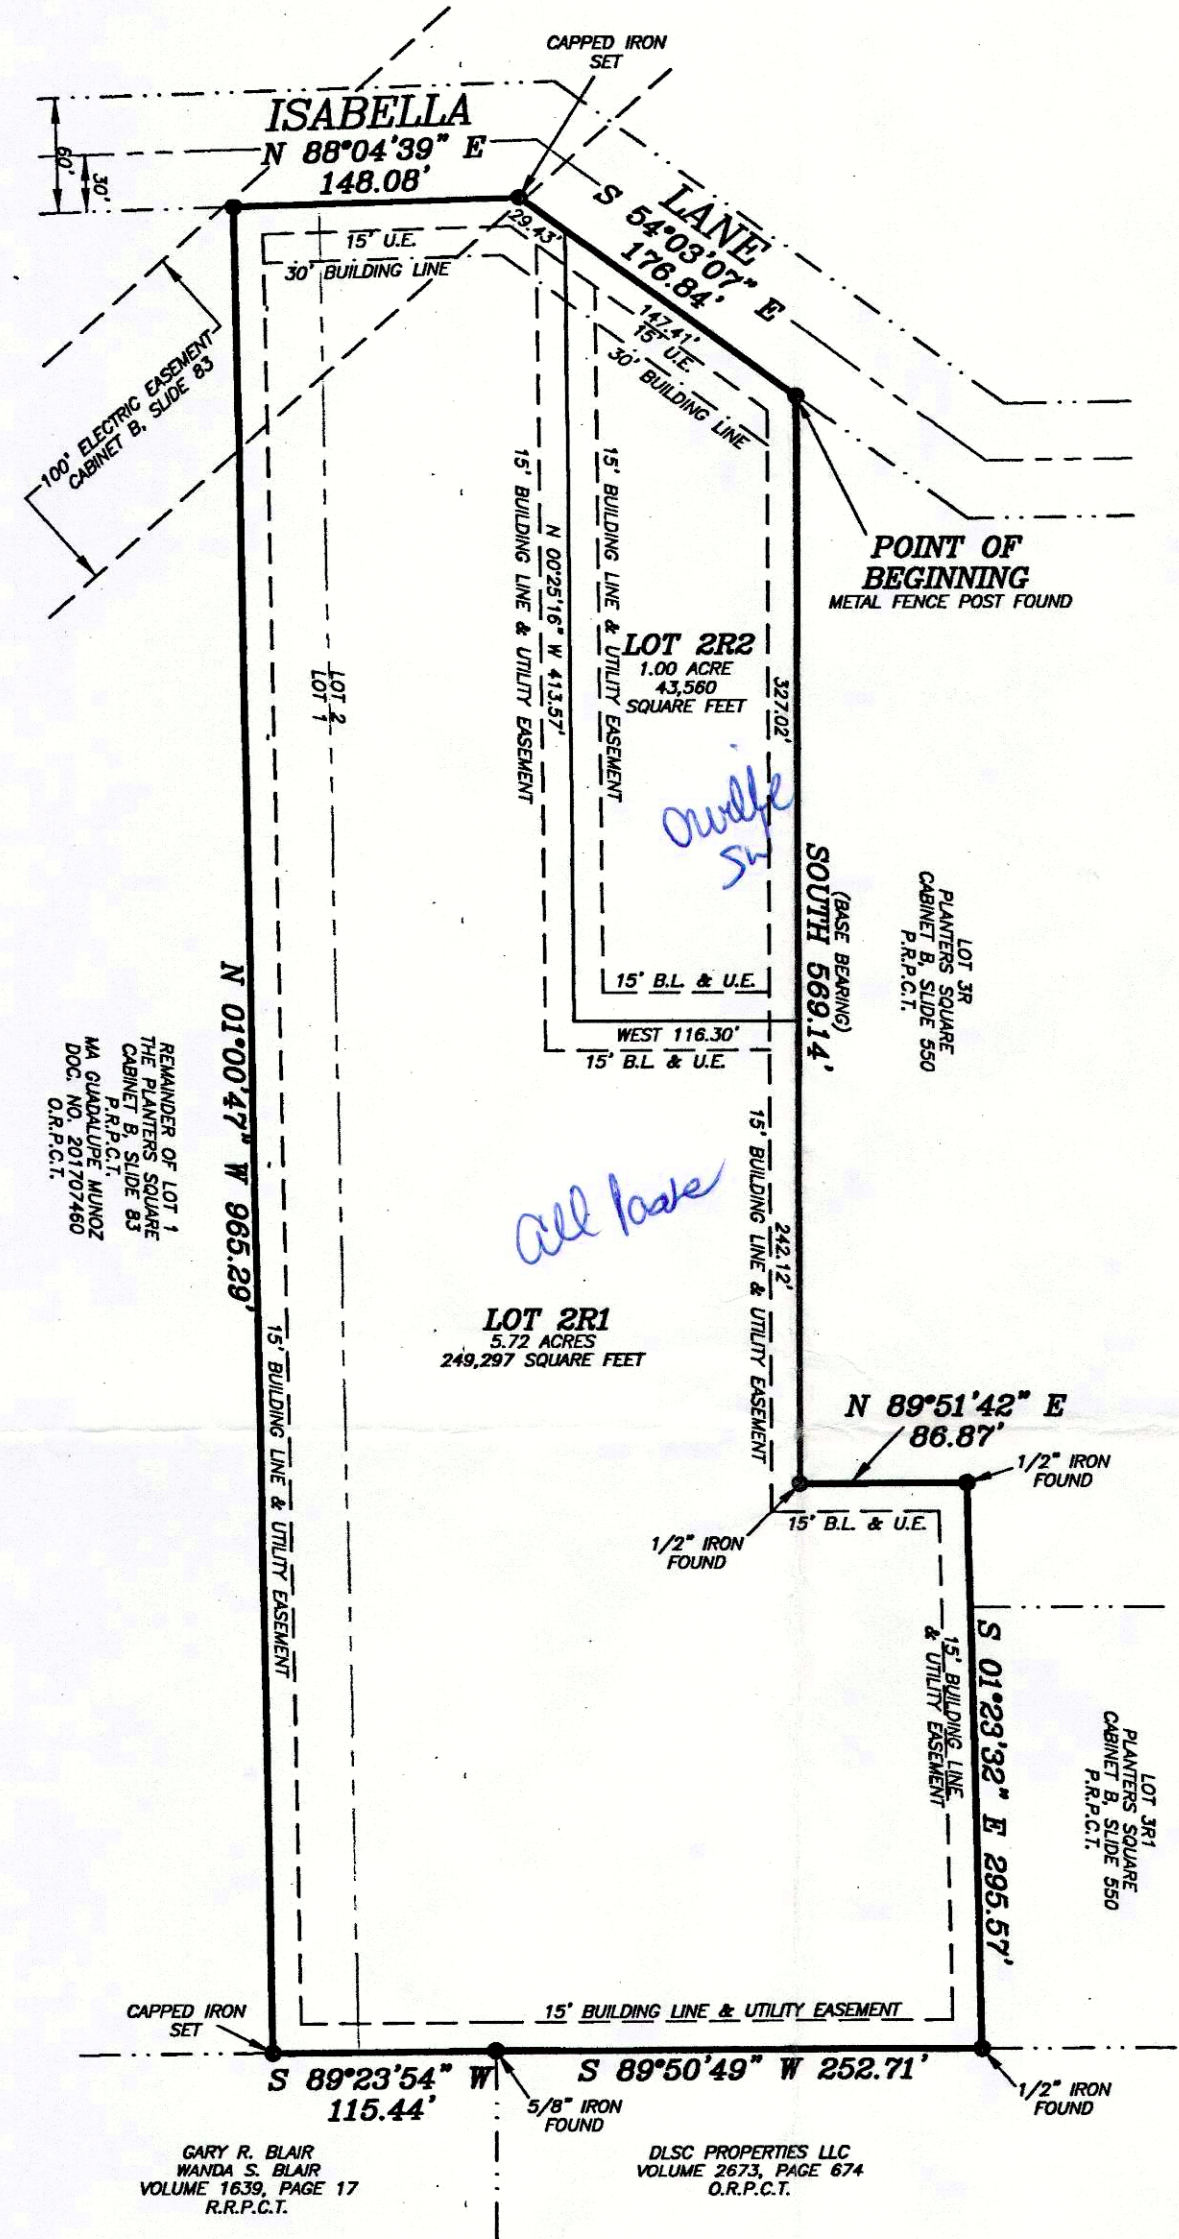 CAPPED IRON
SET
ISABELLA
N 88°04'39" E
148.08'
60'
30'
LANE
S 54°03'07" E
176.84'
29.43'
15' U.E.
30' BUILDING LINE
147.41'
15' U.E.
30' BUILDING LINE
100' ELECTRIC EASEMENT
CABINET B, SLIDE 83
POINT OF
BEGINNING
METAL FENCE POST FOUND
15' BUILDING LINE & UTILITY EASEMENT
N 00°25'16" W 413.57'
15' BUILDING LINE & UTILITY EASEMENT
LOT 2R2
1.00 ACRE
43,560
SQUARE FEET
327.02'
LOT 2
LOT 1
(BASE BEARING)
SOUTH 569.14'
LOT 3R
PLANTERS SQUARE
CABINET B, SLIDE 550
P.R.P.C.T.
15' B.L. & U.E.
WEST 116.30'
15' B.L. & U.E.
N 01°00'47" W 965.29'
REMAINDER OF LOT 1
THE PLANTERS SQUARE
CABINET B, SLIDE 83
P.R.P.C.T.
MA GUADALUPE MUNOZ
DOC. NO. 201707460
O.R.P.C.T.
15' BUILDING LINE & UTILITY EASEMENT
242.12'
All
LOT 2R1
5.72 ACRES
249,297 SQUARE FEET
15' BUILDING LINE & UTILITY EASEMENT
N 89°51'42" E
86.87'
1/2" IRON
FOUND
15' B.L. & U.E.
1/2" IRON
FOUND
15' BUILDING LINE
& UTILITY EASEMENT
S 01°23'32" E 295.57'
LOT 3R1
PLANTERS SQUARE
CABINET B, SLIDE 550
P.R.P.C.T.
CAPPED IRON
SET
15' BUILDING LINE & UTILITY EASEMENT
S 89°23'54" W
115.44'
5/8" IRON
FOUND
S 89°50'49" W 252.71'
1/2" IRON
FOUND
GARY R. BLAIR
WANDA S. BLAIR
VOLUME 1639, PAGE 17
R.R.P.C.T.
DLSC PROPERTIES LLC
VOLUME 2673, PAGE 674
O.R.P.C.T.